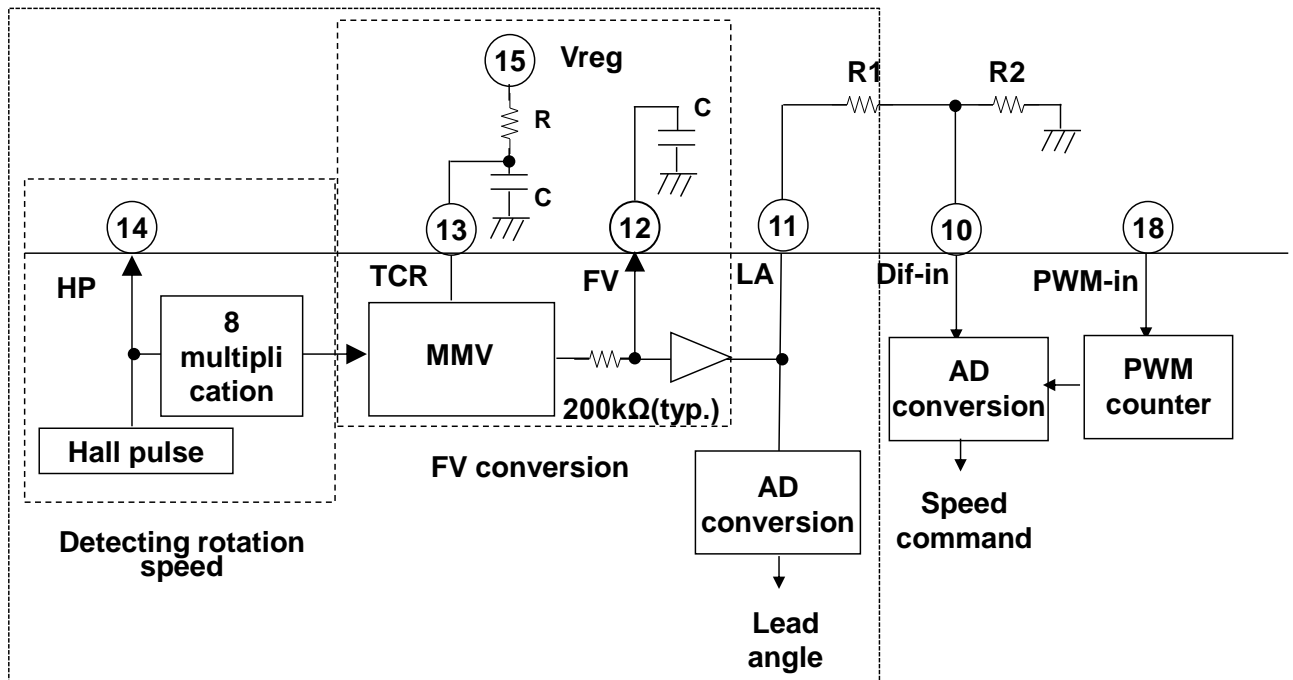 15
Vreg
R1
R2
R
C
C
14
13
12
11
10
18
HP
TCR
FV
LA
Dif-in
PWM-in
8
multipli
cation
MMV
AD
conversion
PWM
counter
200kΩ(typ.)
Hall pulse
FV conversion
AD
conversion
Speed
command
Detecting rotation
speed
Lead
angle